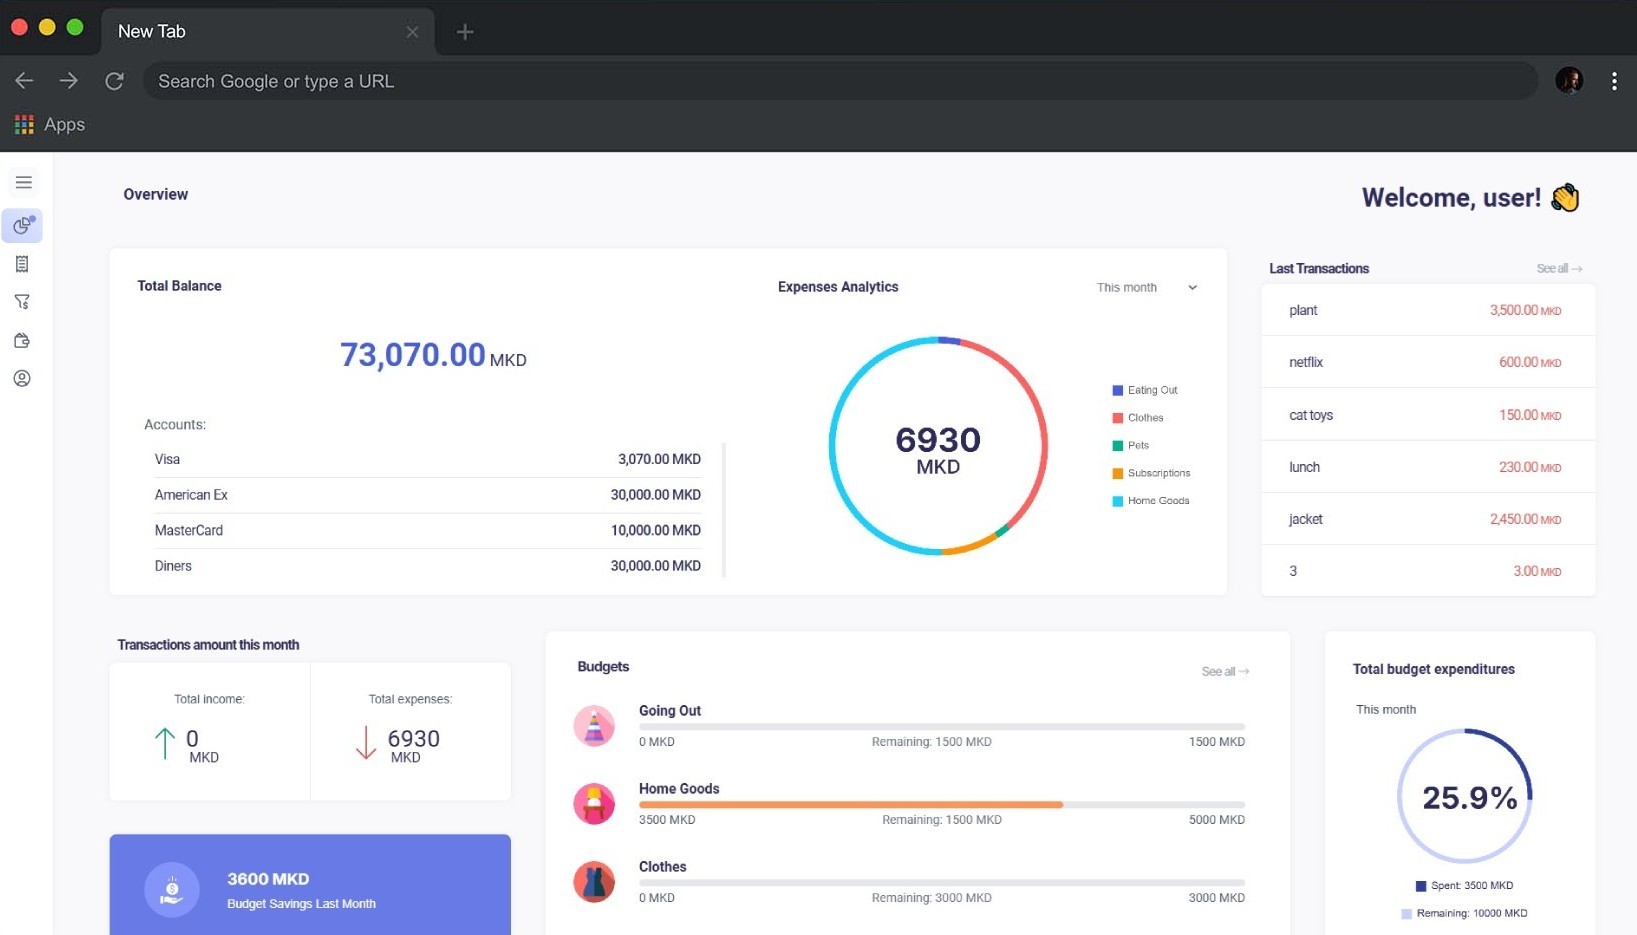 New Tab
Search Google or type a URL
Apps
Overview
Welcome, user!
Total Balance
73,070.00 MKD
Accounts:
Visa 3,070.00 MKD
American Ex 30,000.00 MKD
MasterCard 10,000.00 MKD
Diners 30,000.00 MKD
Expenses Analytics
This month
6930
MKD
Eating Out
Clothes
Pets
Subscriptions
Home Goods
Last Transactions
See all →
plant 3,500.00 MKD
netflix 600.00 MKD
cat toys 150.00 MKD
lunch 230.00 MKD
jacket 2,450.00 MKD
3 3.00 MKD
Transactions amount this month
Total income:
0
MKD
Total expenses:
6930
MKD
3600 MKD
Budget Savings Last Month
Budgets
See all →
Going Out
0 MKD Remaining: 1500 MKD 1500 MKD
Home Goods
3500 MKD Remaining: 1500 MKD 5000 MKD
Clothes
0 MKD Remaining: 3000 MKD 3000 MKD
Total budget expenditures
This month
25.9%
Spent: 3500 MKD
Remaining: 10000 MKD